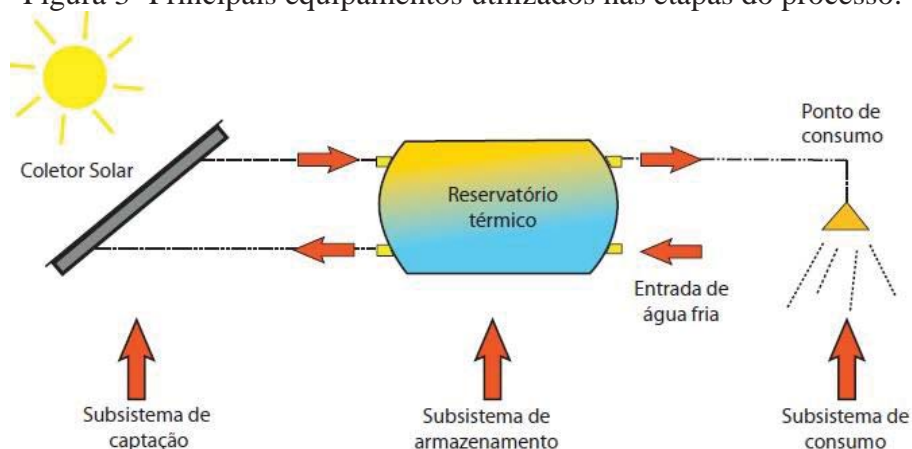 Figura 3- Principais equipamentos utilizados nas etapas do processo.
Ponto de
consumo
Coletor Solar
Reservatório
térmico
Entrada de
água fria
Subsistema de
captação
Subsistema de
armazenamento
Subsistema de
consumo